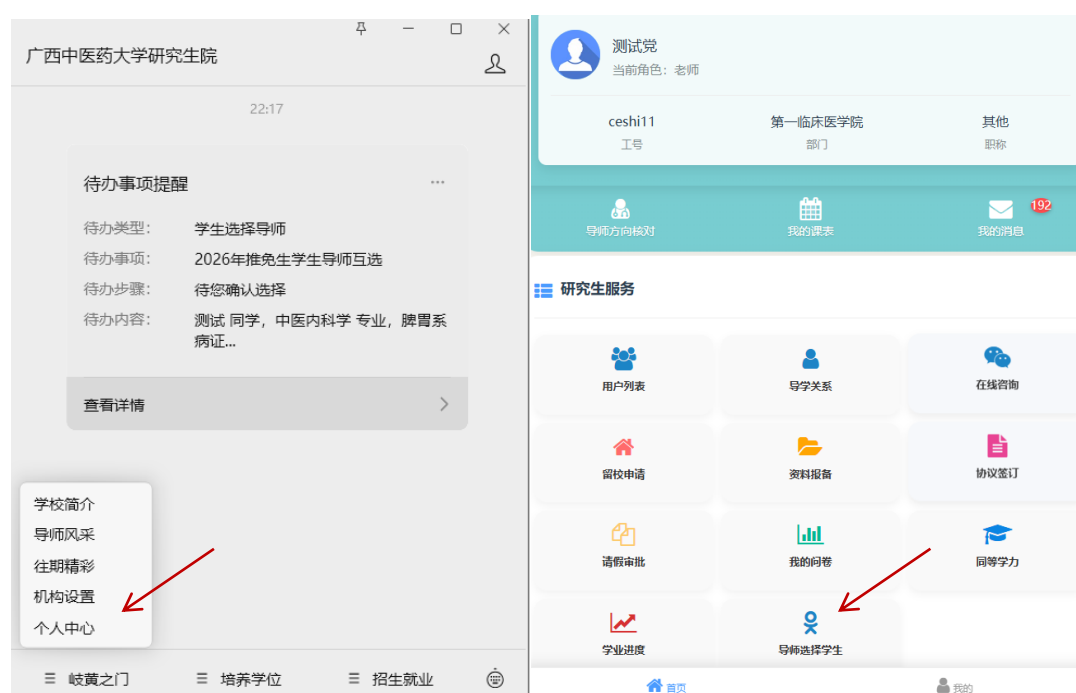 广西中医药大学研究生院
22:17
待办事项提醒
待办类型： 学生选择导师
待办事项： 2026年推免生学生导师互选
待办步骤： 待您确认选择
待办内容： 测试 同学，中医内科学 专业，脾胃系
病证...
查看详情
学校简介
导师风采
往期精彩
机构设置
个人中心
岐黄之门 培养学位 招生就业
测试党
当前角色：老师
ceshi11 第一临床医学院 其他
工号 部门 职称
192
导师方向核对 我的课表 我的消息
研究生服务
用户列表 导学关系 在线咨询
留校申请 资料报备 协议签订
请假审批 我的问卷 同等学力
学业进度 导师选择学生
首页 我的